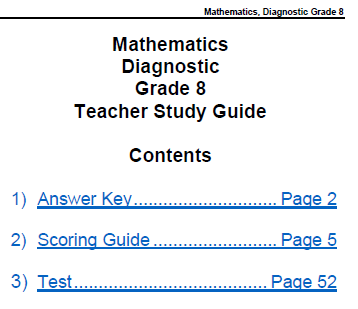 Mathematics, Diagnostic Grade 8
Mathematics
Diagnostic
Grade 8
Teacher Study Guide
Contents
1) Answer Key............................. Page 2
2) Scoring Guide ......................... Page 5
3) Test....................................... Page 52